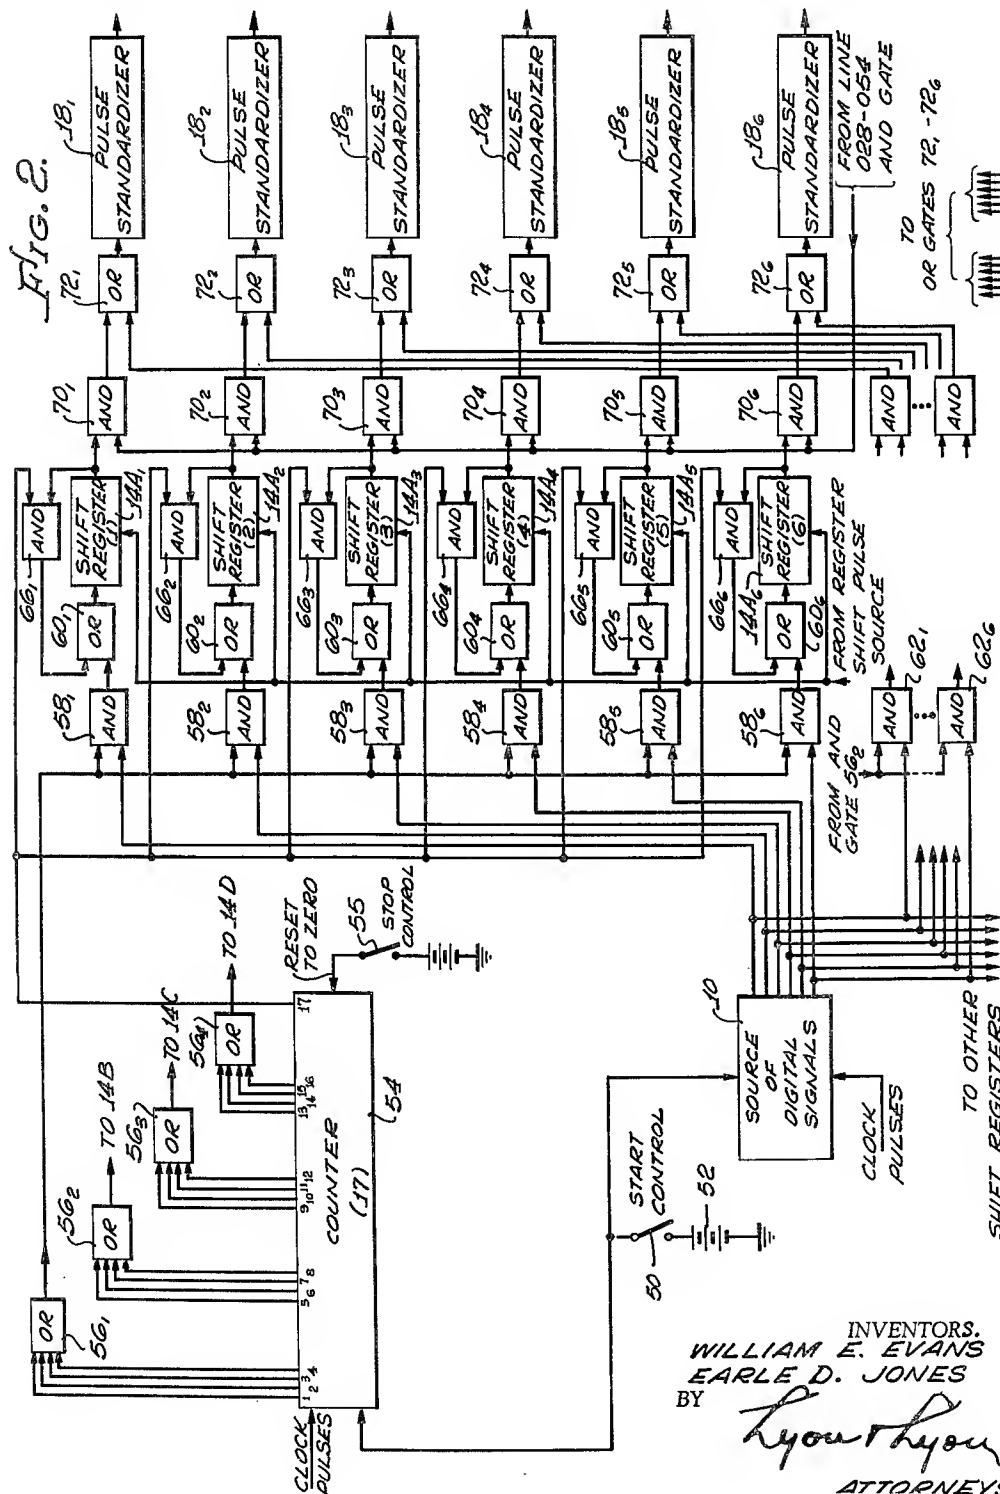 Fig. 2.
18₁
PULSE
STANDARDIZER
18₂
PULSE
STANDARDIZER
18₃
PULSE
STANDARDIZER
18₄
PULSE
STANDARDIZER
18₅
PULSE
STANDARDIZER
18₆
PULSE
STANDARDIZER
FROM LINE
028-054
AND GATE
72₁
OR
72₂
OR
72₃
OR
72₄
OR
72₅
OR
72₆
OR
TO
OR GATES 72₁-72₆
70₁
AND
70₂
AND
70₃
AND
70₄
AND
70₅
AND
70₆
AND
AND
...
AND
66₁
AND
SHIFT
REGISTER
(1)
14A₁
66₂
AND
SHIFT
REGISTER
(2)
14A₂
66₃
AND
SHIFT
REGISTER
(3)
14A₃
66₄
AND
SHIFT
REGISTER
(4)
14A₄
66₅
AND
SHIFT
REGISTER
(5)
14A₅
66₆
AND
SHIFT
REGISTER
(6)
14A₆
60₁
OR
60₂
OR
60₃
OR
60₄
OR
60₅
OR
OR
60₆
FROM REGISTER
SHIFT PULSE
SOURCE
58₁
AND
58₂
AND
58₃
AND
58₄
AND
58₅
AND
58₆
AND
FROM AND
GATE 56₂
AND
62₁
...
AND
62₆
TO 14D
56₄
OR
TO 14C
56₃
OR
TO 14B
56₂
OR
OR
56₁
RESET
TO ZERO
55
STOP
CONTROL
1 2 3 4 5 6 7 8 9 10 11 12 13 14 15 16 17
COUNTER
(17)
54
CLOCK
PULSES
START
CONTROL
50
52
10
SOURCE
OF
DIGITAL
SIGNALS
CLOCK
PULSES
TO OTHER
SHIFT REGISTERS
INVENTORS.
WILLIAM E. EVANS
EARLE D. JONES
BY
Lyon & Lyon
ATTORNEYS